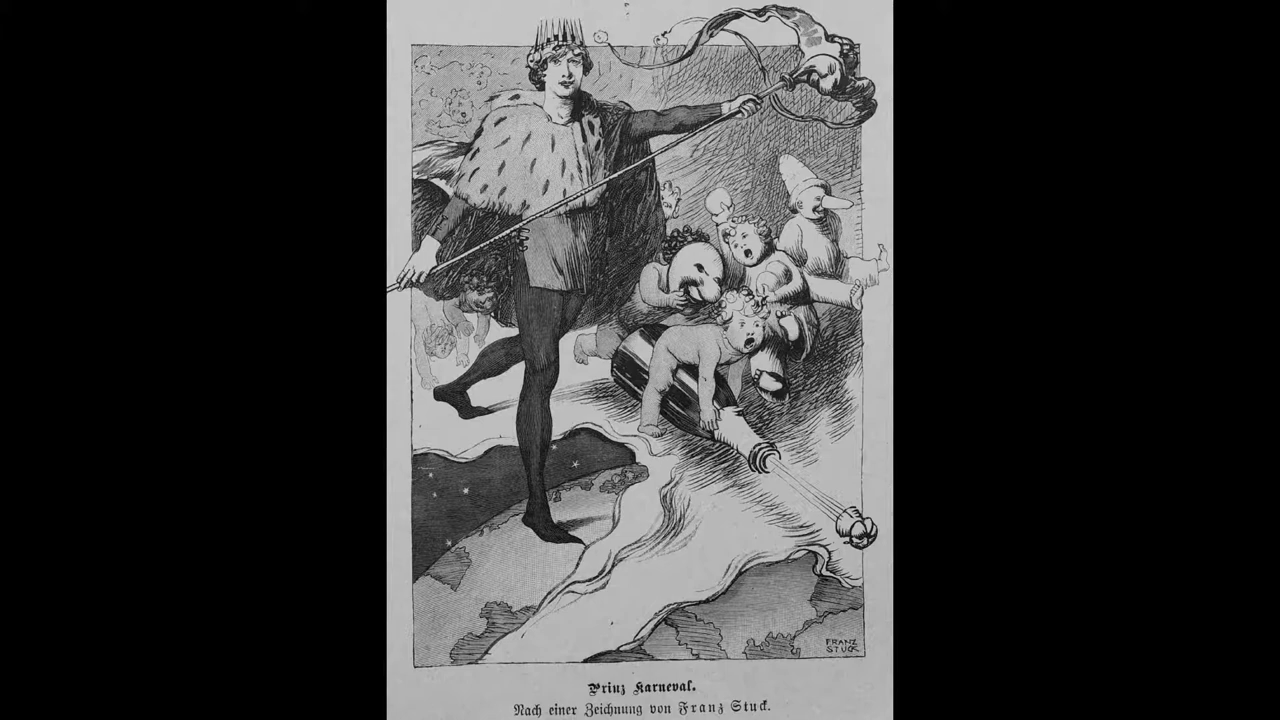 FRANZ
STUCK
Prinz Karneval.
Nach einer Zeichnung von Franz Stuck.